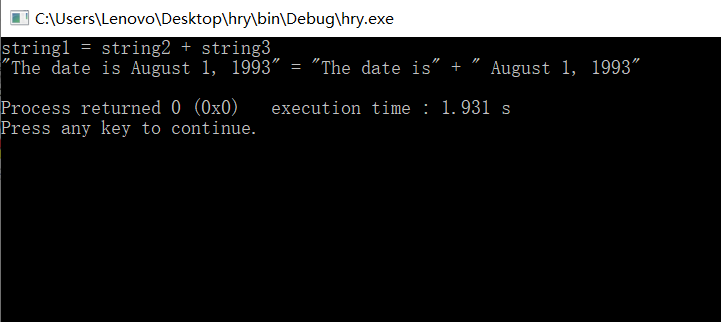 C:\Users\Lenovo\Desktop\hry\bin\Debug\hry.exe
string1 = string2 + string3
"The date is August 1, 1993" = "The date is" + " August 1, 1993"
Process returned 0 (0x0)   execution time : 1.931 s
Press any key to continue.